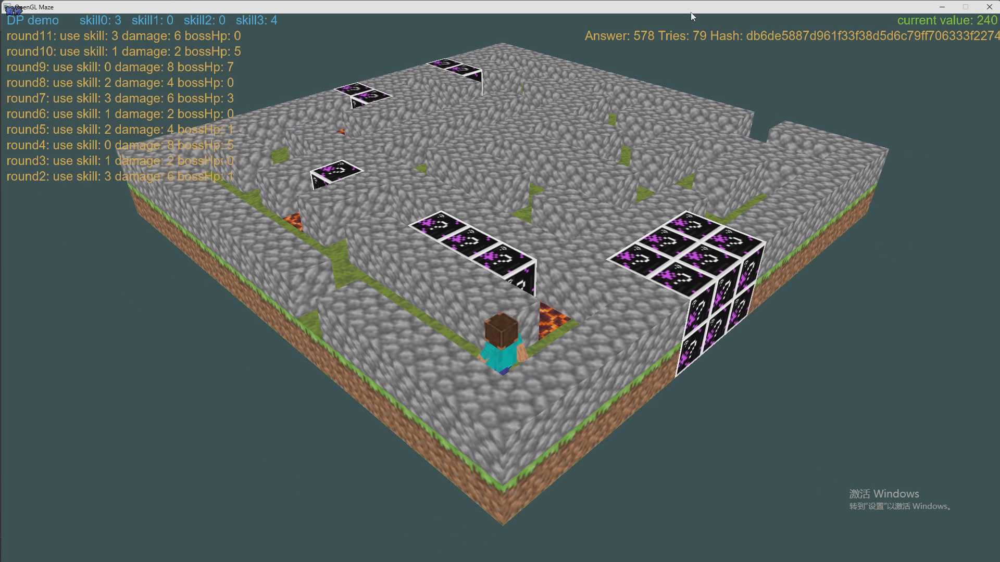 暂停
OpenGL Maze
DP demo skill0: 3 skill1: 0 skill2: 0 skill3: 4
current value: 240
round11: use skill: 3 damage: 6 bossHp: 0
Answer: 578 Tries: 79 Hash: db6de5887d961f33f38d5d6c79ff706333f2274
round10: use skill: 1 damage: 2 bossHp: 5
round9: use skill: 0 damage: 8 bossHp: 7
round8: use skill: 2 damage: 4 bossHp: 0
round7: use skill: 3 damage: 6 bossHp: 3
round6: use skill: 1 damage: 2 bossHp: 0
round5: use skill: 2 damage: 4 bossHp: 1
round4: use skill: 0 damage: 8 bossHp: 5
round3: use skill: 1 damage: 2 bossHp: 0
round2: use skill: 3 damage: 6 bossHp: 1
激活 Windows
转到“设置”以激活 Windows。